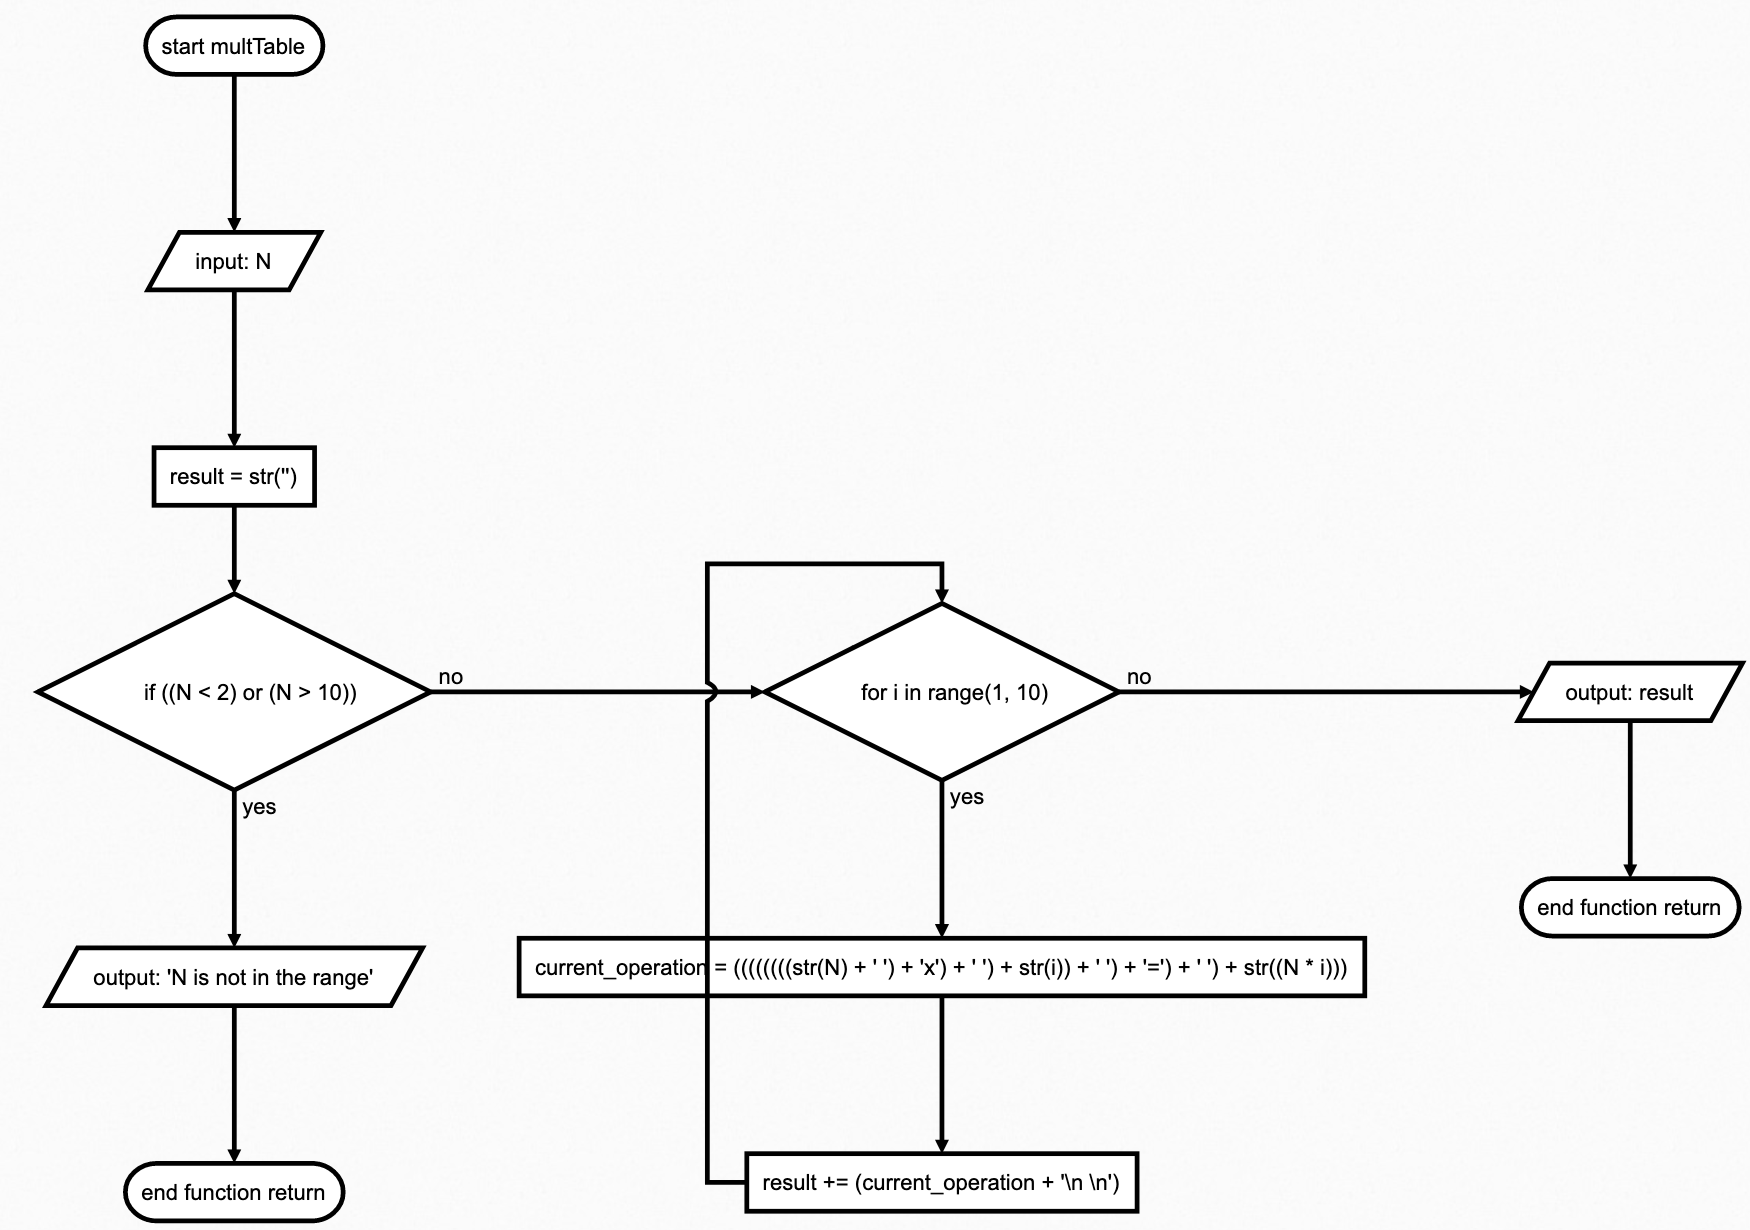 start multTable
input: N
result = str('')
if ((N < 2) or (N > 10))
no
yes
output: 'N is not in the range'
end function return
for i in range(1, 10)
no
yes
current_operation = ((((((((str(N) + ' ') + 'x') + ' ') + str(i)) + ' ') + '=') + ' ') + str((N * i)))
result += (current_operation + '\n \n')
output: result
end function return